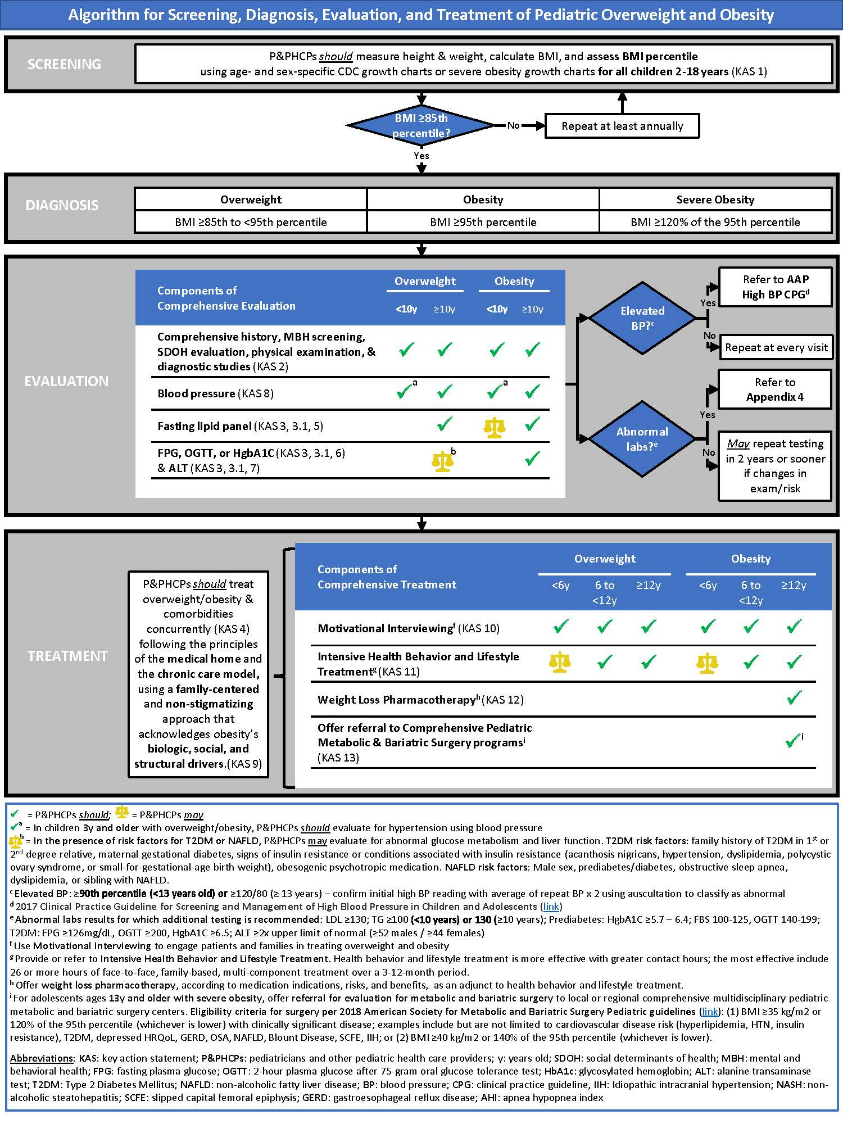 Algorithm for Screening, Diagnosis, Evaluation, and Treatment of Pediatric Overweight and Obesity
SCREENING
P&PHCPs should measure height & weight, calculate BMI, and assess BMI percentile
using age- and sex-specific CDC growth charts or severe obesity growth charts for all children 2-18 years (KAS 1)
BMI ≥85th
percentile?
No
Repeat at least annually
Yes
DIAGNOSIS
Overweight
Obesity
Severe Obesity
BMI ≥85th to <95th percentile
BMI ≥95th percentile
BMI ≥120% of the 95th percentile
EVALUATION
Components of
Comprehensive Evaluation
Overweight
Obesity
<10y
≥10y
<10y
≥10y
Comprehensive history, MBH screening,
SDOH evaluation, physical examination, &
diagnostic studies (KAS 2)
Blood pressure (KAS 8)
a
a
Fasting lipid panel (KAS 3, 3.1, 5)
FPG, OGTT, or HgbA1C (KAS 3, 3.1, 6)
& ALT (KAS 3, 3.1, 7)
b
Elevated
BP?c
Yes
Refer to AAP
High BP CPGd
No
Repeat at every visit
Abnormal
labs?e
Yes
Refer to
Appendix 4
No
May repeat testing
in 2 years or sooner
if changes in
exam/risk
TREATMENT
P&PHCPs should treat
overweight/obesity &
comorbidities
concurrently (KAS 4)
following the principles
of the medical home and
the chronic care model,
using a family-centered
and non-stigmatizing
approach that
acknowledges obesity's
biologic, social, and
structural drivers.(KAS 9)
Components of
Comprehensive Treatment
Overweight
Obesity
<6y
6 to
<12y
≥12y
<6y
6 to
<12y
≥12y
Motivational Interviewingf (KAS 10)
Intensive Health Behavior and Lifestyle
Treatmentg (KAS 11)
Weight Loss Pharmacotherapyh (KAS 12)
Offer referral to Comprehensive Pediatric
Metabolic & Bariatric Surgery programsi
(KAS 13)
i
= P&PHCPs should; = P&PHCPs may
a = In children 3y and older with overweight/obesity, P&PHCPs should evaluate for hypertension using blood pressure
b = In the presence of risk factors for T2DM or NAFLD, P&PHCPs may evaluate for abnormal glucose metabolism and liver function. T2DM risk factors: family history of T2DM in 1st or
2nd degree relative, maternal gestational diabetes, signs of insulin resistance or conditions associated with insulin resistance (acanthosis nigricans, hypertension, dyslipidemia, polycystic
ovary syndrome, or small-for-gestational-age birth weight), obesogenic psychotropic medication. NAFLD risk factors: Male sex, prediabetes/diabetes, obstructive sleep apnea,
dyslipidemia, or sibling with NAFLD.
c Elevated BP: ≥90th percentile (<13 years old) or ≥120/80 (≥ 13 years) – confirm initial high BP reading with average of repeat BP x 2 using auscultation to classify as abnormal
d 2017 Clinical Practice Guideline for Screening and Management of High Blood Pressure in Children and Adolescents (link)
e Abnormal labs results for which additional testing is recommended: LDL ≥130; TG ≥100 (<10 years) or 130 (≥10 years); Prediabetes: HgbA1C ≥5.7 – 6.4; FBS 100-125, OGTT 140-199;
T2DM: FPG ≥126mg/dL, OGTT ≥200, HgbA1C ≥6.5; ALT ≥2x upper limit of normal (≥52 males / ≥44 females)
f Use Motivational Interviewing to engage patients and families in treating overweight and obesity
g Provide or refer to Intensive Health Behavior and Lifestyle Treatment. Health behavior and lifestyle treatment is more effective with greater contact hours; the most effective include
26 or more hours of face-to-face, family-based, multi-component treatment over a 3-12-month period.
h Offer weight loss pharmacotherapy, according to medication indications, risks, and benefits, as an adjunct to health behavior and lifestyle treatment.
i For adolescents ages 13y and older with severe obesity, offer referral for evaluation for metabolic and bariatric surgery to local or regional comprehensive multidisciplinary pediatric
metabolic and bariatric surgery centers. Eligibility criteria for surgery per 2018 American Society for Metabolic and Bariatric Surgery Pediatric guidelines (link): (1) BMI ≥35 kg/m2 or
120% of the 95th percentile (whichever is lower) with clinically significant disease; examples include but are not limited to cardiovascular disease risk (hyperlipidemia, HTN, insulin
resistance), T2DM, depressed HRQoL, GERD, OSA, NAFLD, Blount Disease, SCFE, IIH; or (2) BMI ≥40 kg/m2 or 140% of the 95th percentile (whichever is lower).
Abbreviations: KAS: key action statement; P&PHCPs: pediatricians and other pediatric health care providers; y: years old; SDOH: social determinants of health; MBH: mental and
behavioral health; FPG: fasting plasma glucose; OGTT: 2-hour plasma glucose after 75-gram oral glucose tolerance test; HbA1c: glycosylated hemoglobin; ALT: alanine transaminase
test; T2DM: Type 2 Diabetes Mellitus; NAFLD: non-alcoholic fatty liver disease; BP: blood pressure; CPG: clinical practice guideline, IIH: Idiopathic intracranial hypertension; NASH: non-
alcoholic steatohepatitis; SCFE: slipped capital femoral epiphysis; GERD: gastroesophageal reflux disease; AHI: apnea hypopnea index